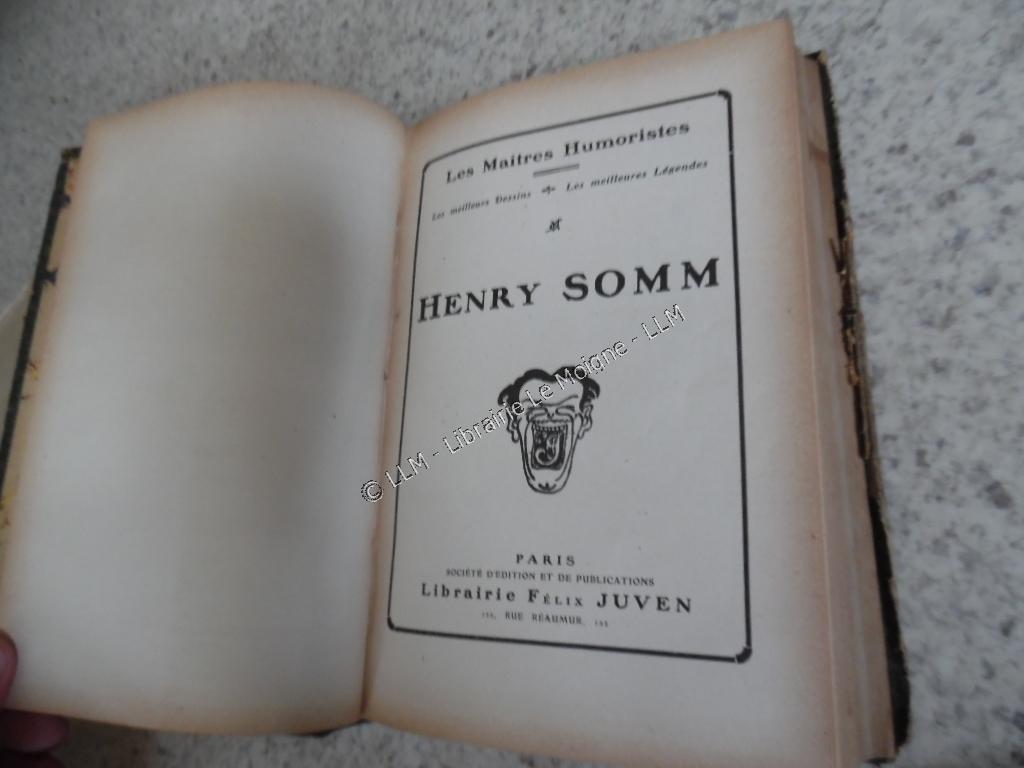 Les Maitres Humoristes
Les meilleurs Dessins Les meilleures Légendes
HENRY SOMM
© LLM - Librairie Le Moigne - LLM
PARIS
SOCIÉTÉ D'ÉDITION ET DE PUBLICATIONS
Librairie FÉLIX JUVEN
RUE RÉAUMUR,